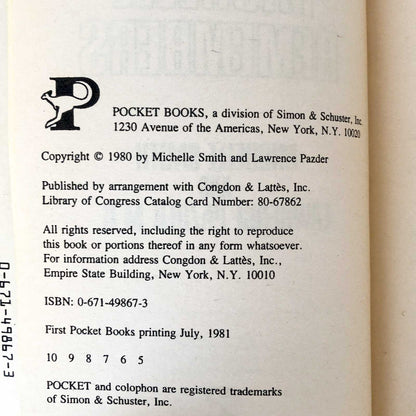 P
POCKET BOOKS, a division of Simon & Schuster, Inc.
1230 Avenue of the Americas, New York, N.Y. 10020
Copyright © 1980 by Michelle Smith and Lawrence Pazder
Published by arrangement with Congdon & Lattès, Inc.
Library of Congress Catalog Card Number: 80-67862
All rights reserved, including the right to reproduce
this book or portions thereof in any form whatsoever.
For information address Congdon & Lattès, Inc.,
Empire State Building, New York, N.Y. 10010
ISBN: 0-671-49867-3
First Pocket Books printing July, 1981
10 9 8 7 6 5
POCKET and colophon are registered trademarks
of Simon & Schuster, Inc.
0-671-49867-3